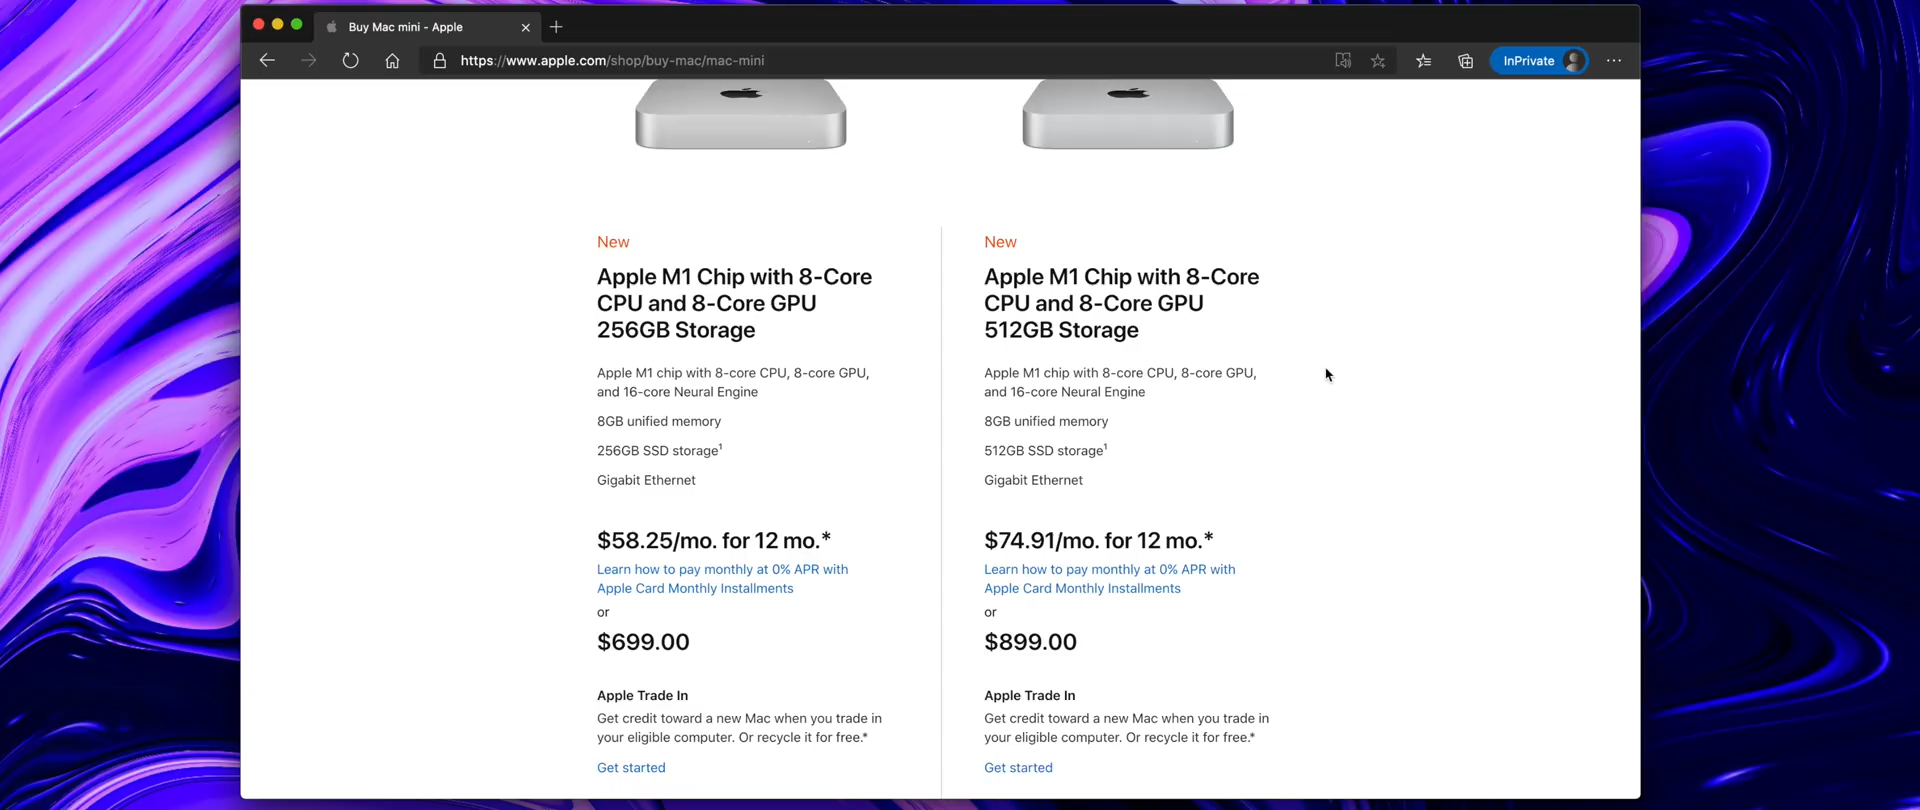 Buy Mac mini - Apple
https://www.apple.com/shop/buy-mac/mac-mini
InPrivate
New
Apple M1 Chip with 8-Core
CPU and 8-Core GPU
256GB Storage
Apple M1 chip with 8-core CPU, 8-core GPU,
and 16-core Neural Engine
8GB unified memory
256GB SSD storage¹
Gigabit Ethernet
$58.25/mo. for 12 mo.*
Learn how to pay monthly at 0% APR with
Apple Card Monthly Installments
or
$699.00
Apple Trade In
Get credit toward a new Mac when you trade in
your eligible computer. Or recycle it for free.*
Get started
New
Apple M1 Chip with 8-Core
CPU and 8-Core GPU
512GB Storage
Apple M1 chip with 8-core CPU, 8-core GPU,
and 16-core Neural Engine
8GB unified memory
512GB SSD storage¹
Gigabit Ethernet
$74.91/mo. for 12 mo.*
Learn how to pay monthly at 0% APR with
Apple Card Monthly Installments
or
$899.00
Apple Trade In
Get credit toward a new Mac when you trade in
your eligible computer. Or recycle it for free.*
Get started